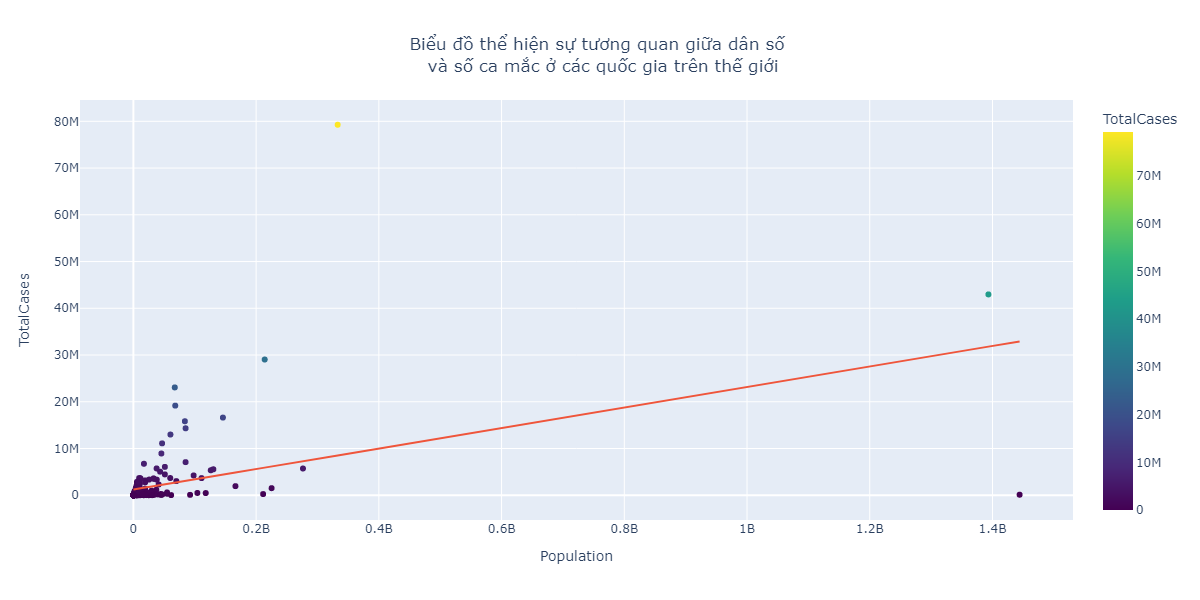 Biểu đồ thể hiện sự tương quan giữa dân số
và số ca mắc ở các quốc gia trên thế giới
TotalCases
80M
70M
60M
50M
40M
30M
20M
10M
0
0
0.2B
0.4B
0.6B
0.8B
1B
1.2B
1.4B
Population
TotalCases
70M
60M
50M
40M
30M
20M
10M
0